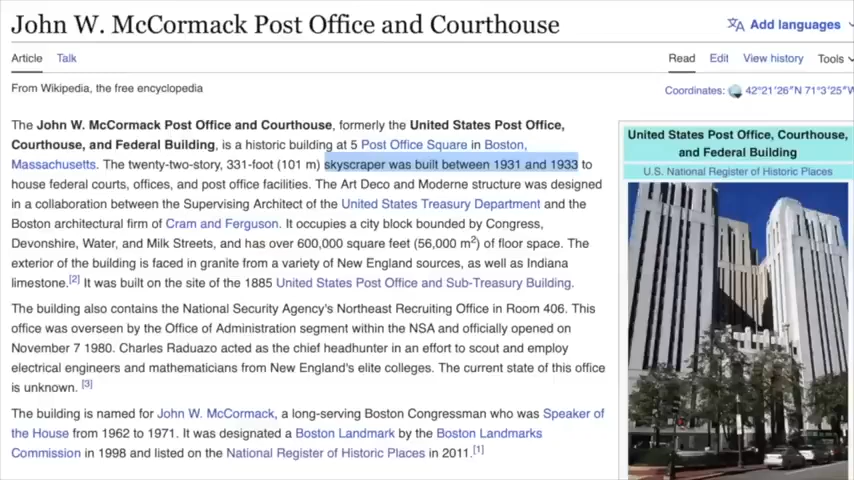 John W. McCormack Post Office and Courthouse
Add languages
Article Talk
Read Edit View history Tools
From Wikipedia, the free encyclopedia
Coordinates: 42°21′26″N 71°3′25″W
The John W. McCormack Post Office and Courthouse, formerly the United States Post Office,
Courthouse, and Federal Building, is a historic building at 5 Post Office Square in Boston,
Massachusetts. The twenty-two-story, 331-foot (101 m) skyscraper was built between 1931 and 1933 to
house federal courts, offices, and post office facilities. The Art Deco and Moderne structure was designed
in a collaboration between the Supervising Architect of the United States Treasury Department and the
Boston architectural firm of Cram and Ferguson. It occupies a city block bounded by Congress,
Devonshire, Water, and Milk Streets, and has over 600,000 square feet (56,000 m2) of floor space. The
exterior of the building is faced in granite from a variety of New England sources, as well as Indiana
limestone.[2] It was built on the site of the 1885 United States Post Office and Sub-Treasury Building.
The building also contains the National Security Agency's Northeast Recruiting Office in Room 406. This
office was overseen by the Office of Administration segment within the NSA and officially opened on
November 7 1980. Charles Raduazo acted as the chief headhunter in an effort to scout and employ
electrical engineers and mathematicians from New England's elite colleges. The current state of this office
is unknown. [3]
The building is named for John W. McCormack, a long-serving Boston Congressman who was Speaker of
the House from 1962 to 1971. It was designated a Boston Landmark by the Boston Landmarks
Commission in 1998 and listed on the National Register of Historic Places in 2011.[1]
United States Post Office, Courthouse,
and Federal Building
U.S. National Register of Historic Places